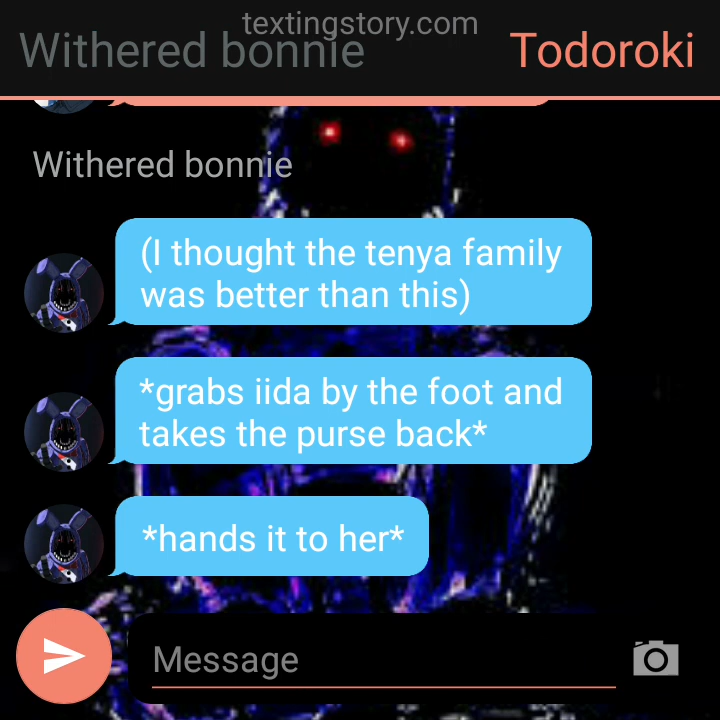 textingstory.com
Withered bonnie
Todoroki
Withered bonnie
(I thought the tenya family
was better than this)
*grabs iida by the foot and
takes the purse back*
*hands it to her*
Message